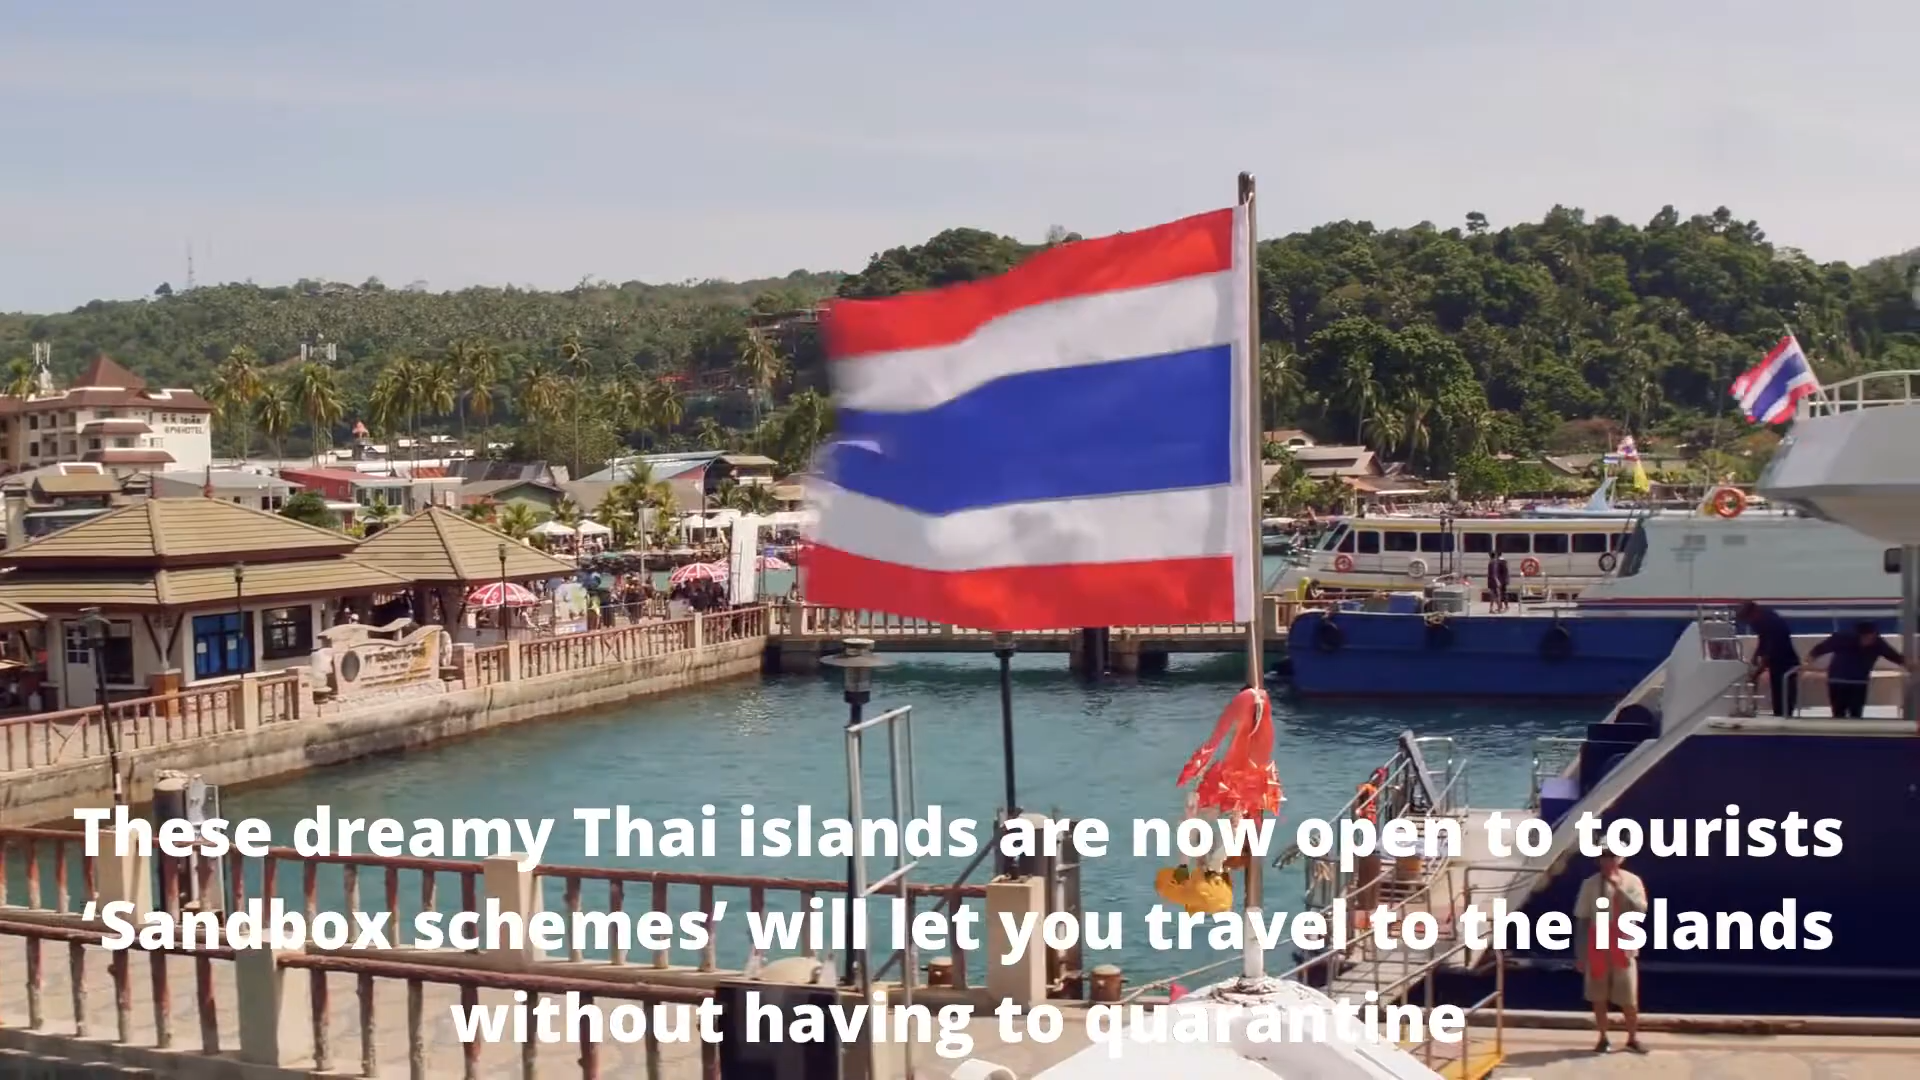 These dreamy Thai islands are now open to tourists
‘Sandbox schemes’ will let you travel to the islands
without having to quarantine